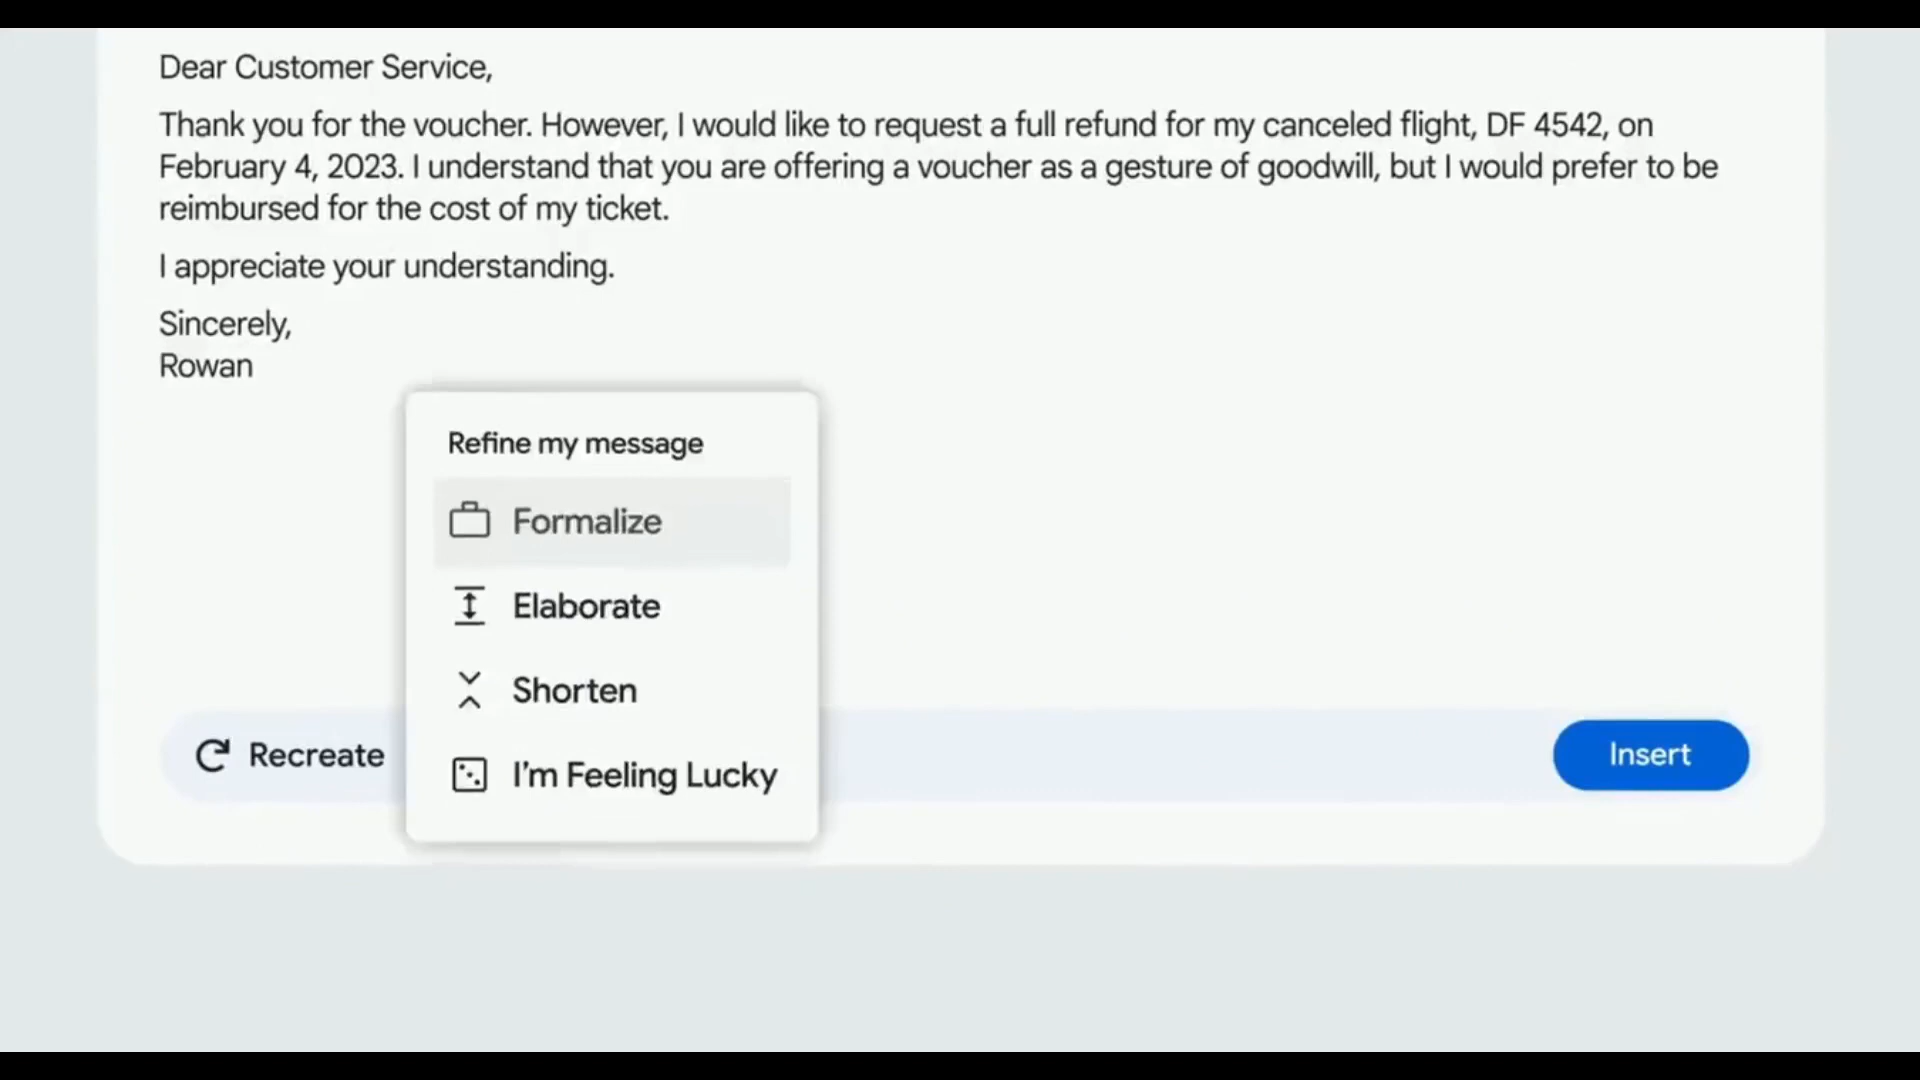 Dear Customer Service,
Thank you for the voucher. However, I would like to request a full refund for my canceled flight, DF 4542, on
February 4, 2023. I understand that you are offering a voucher as a gesture of goodwill, but I would prefer to be
reimbursed for the cost of my ticket.
I appreciate your understanding.
Sincerely,
Rowan
Refine my message
Formalize
Elaborate
Shorten
I'm Feeling Lucky
Recreate
Insert